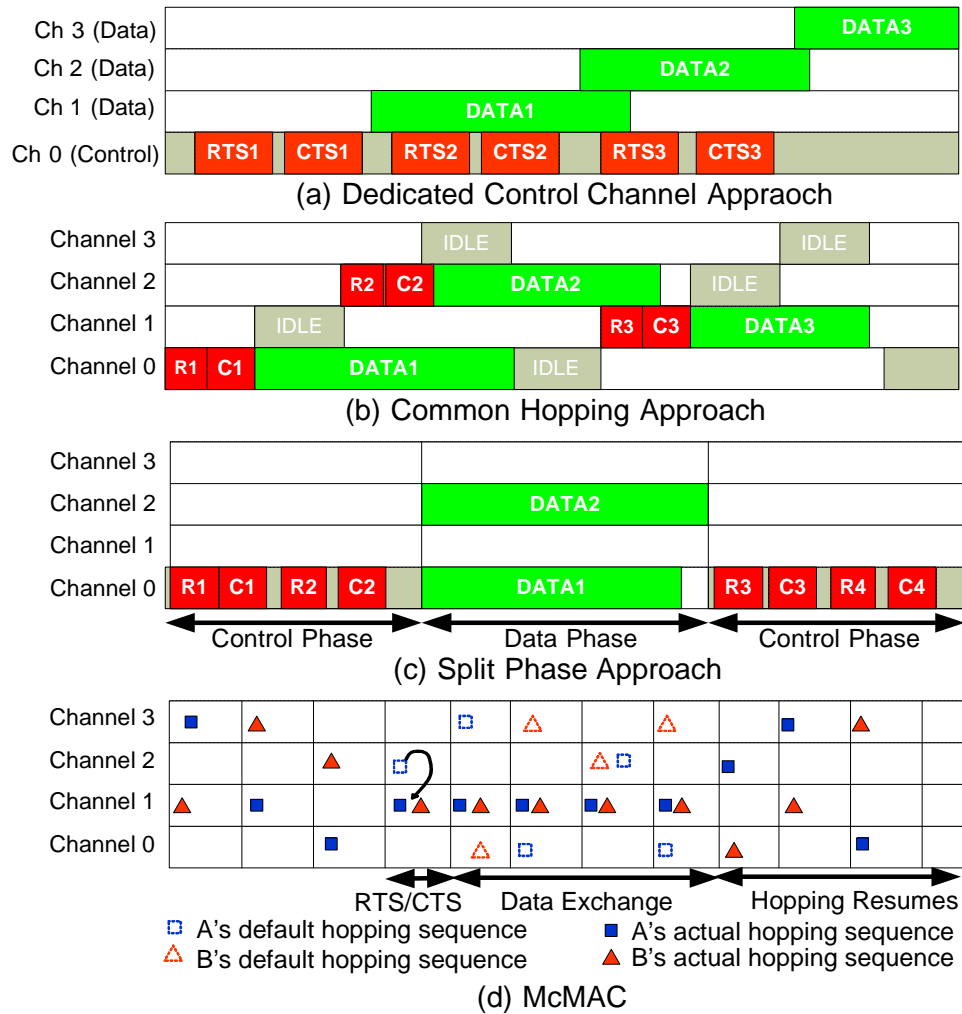 Ch 3 (Data) DATA3
Ch 2 (Data) DATA2
Ch 1 (Data) DATA1
Ch 0 (Control) RTS1 CTS1 RTS2 CTS2 RTS3 CTS3
(a) Dedicated Control Channel Appraoch
Channel 3 IDLE IDLE
Channel 2 R2 C2 DATA2 IDLE
Channel 1 IDLE R3 C3 DATA3
Channel 0 R1 C1 DATA1 IDLE
(b) Common Hopping Approach
Channel 3
Channel 2 DATA2
Channel 1
Channel 0 R1 C1 R2 C2 DATA1 R3 C3 R4 C4
Control Phase Data Phase Control Phase
(c) Split Phase Approach
Channel 3
Channel 2
Channel 1
Channel 0
RTS/CTS Data Exchange Hopping Resumes
A's default hopping sequence A's actual hopping sequence
B's default hopping sequence B's actual hopping sequence
(d) McMAC